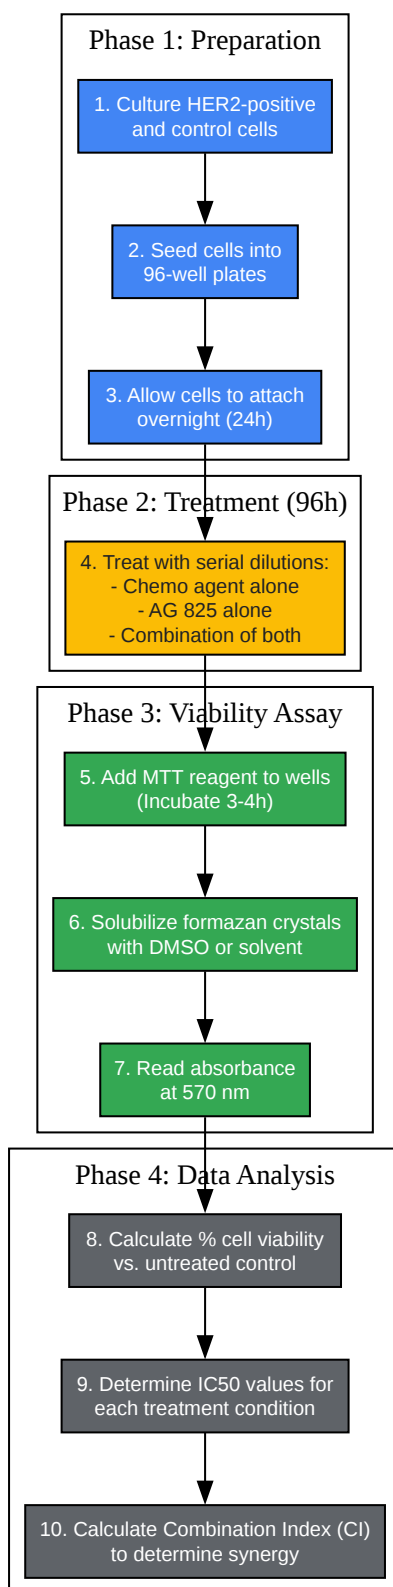 Phase 1: Preparation
1. Culture HER2-positive
and control cells
2. Seed cells into
96-well plates
3. Allow cells to attach
overnight (24h)
Phase 2: Treatment (96h)
4. Treat with serial dilutions:
- Chemo agent alone
- AG 825 alone
- Combination of both
Phase 3: Viability Assay
5. Add MTT reagent to wells
(Incubate 3-4h)
6. Solubilize formazan crystals
with DMSO or solvent
7. Read absorbance
at 570 nm
Phase 4: Data Analysis
8. Calculate % cell viability
vs. untreated control
9. Determine IC50 values for
each treatment condition
10. Calculate Combination Index (CI)
to determine synergy